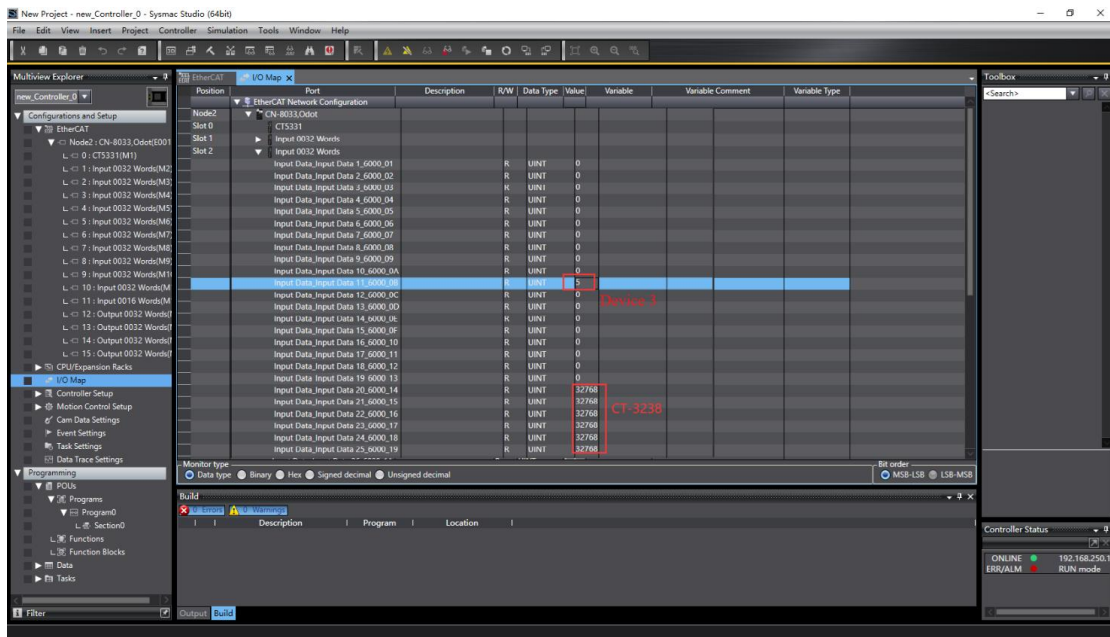 New Project - new_Controller_0 - Sysmac Studio (64bit)
File Edit View Insert Project Controller Simulation Tools Window Help
Multiview Explorer
new_Controller_0
Configurations and Setup
EtherCAT
Node2 : CN-8033,Odot(E001
0 : CT5331(M1)
1 : Input 0032 Words(M2
2 : Input 0032 Words(M3
3 : Input 0032 Words(M4
4 : Input 0032 Words(M5
5 : Input 0032 Words(M6
6 : Input 0032 Words(M7
7 : Input 0032 Words(M8
8 : Input 0032 Words(M9
9 : Input 0032 Words(M1
10 : Input 0032 Words(M
11 : Input 0016 Words(M
12 : Output 0032 Words(
13 : Output 0032 Words(
14 : Output 0032 Words(
15 : Output 0032 Words(
CPU/Expansion Racks
I/O Map
Controller Setup
Motion Control Setup
Cam Data Settings
Event Settings
Task Settings
Data Trace Settings
Programming
POUs
Programs
Program0
Section0
Functions
Function Blocks
Data
Tasks
Filter
EtherCAT I/O Map
Position Port Description R/W Data Type Value Variable Variable Comment Variable Type
EtherCAT Network Configuration
Node2 CN-8033,Odot
Slot 0 CT5331
Slot 1 Input 0032 Words
Slot 2 Input 0032 Words
Input Data_Input Data 1_6000_01 R UINT 0
Input Data_Input Data 2_6000_02 R UINT 0
Input Data_Input Data 3_6000_03 R UINT 0
Input Data_Input Data 4_6000_04 R UINT 0
Input Data_Input Data 5_6000_05 R UINT 0
Input Data_Input Data 6_6000_06 R UINT 0
Input Data_Input Data 7_6000_07 R UINT 0
Input Data_Input Data 8_6000_08 R UINT 0
Input Data_Input Data 9_6000_09 R UINT 0
Input Data_Input Data 10_6000_0A R UINT 0
Input Data_Input Data 11_6000_0B R UINT 5
Input Data_Input Data 12_6000_0C R UINT 0
Device 3
Input Data_Input Data 13_6000_0D R UINT 0
Input Data_Input Data 14_6000_0E R UINT 0
Input Data_Input Data 15_6000_0F R UINT 0
Input Data_Input Data 16_6000_10 R UINT 0
Input Data_Input Data 17_6000_11 R UINT 0
Input Data_Input Data 18_6000_12 R UINT 0
Input Data_Input Data 19_6000_13 R UINT 0
Input Data_Input Data 20_6000_14 R UINT 32768
Input Data_Input Data 21_6000_15 R UINT 32768
CT-3238
Input Data_Input Data 22_6000_16 R UINT 32768
Input Data_Input Data 23_6000_17 R UINT 32768
Input Data_Input Data 24_6000_18 R UINT 32768
Input Data_Input Data 25_6000_19 R UINT 32768
Monitor type
Data type Binary Hex Signed decimal Unsigned decimal
Bit order
MSB-LSB LSB-MSB
Build
0 Errors 0 Warnings
Description Program Location
Output Build
Toolbox
<Search>
Controller Status
ONLINE 192.168.250.1
ERR/ALM RUN mode